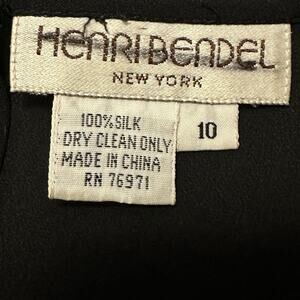 HENRI BENDEL
NEW YORK
100% SILK
DRY CLEAN ONLY
MADE IN CHINA
RN 76971
10